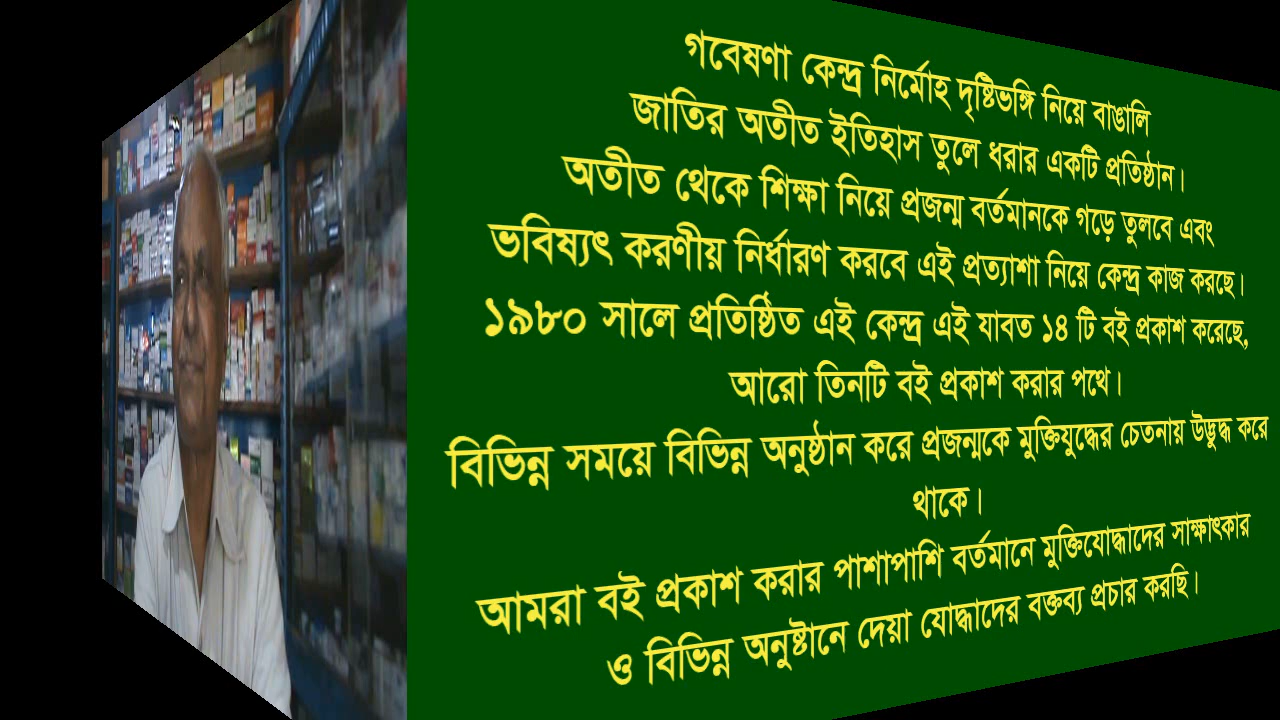 গবেষণা কেন্দ্র নির্মোহ দৃষ্টিভঙ্গি নিয়ে বাঙালি
জাতির অতীত ইতিহাস তুলে ধরার একটি প্রতিষ্ঠান।
অতীত থেকে শিক্ষা নিয়ে প্রজন্ম বর্তমানকে গড়ে তুলবে এবং
ভবিষ্যৎ করণীয় নির্ধারণ করবে এই প্রত্যাশা নিয়ে কেন্দ্র কাজ করছে।
১৯৮০ সালে প্রতিষ্ঠিত এই কেন্দ্র এই যাবত ১৪ টি বই প্রকাশ করেছে,
আরো তিনটি বই প্রকাশ করার পথে।
বিভিন্ন সময়ে বিভিন্ন অনুষ্ঠান করে প্রজন্মকে মুক্তিযুদ্ধের চেতনায় উদ্ভুদ্ধ করে
থাকে।
আমরা বই প্রকাশ করার পাশাপাশি বর্তমানে মুক্তিযোদ্ধাদের সাক্ষাৎকার
ও বিভিন্ন অনুষ্টানে দেয়া যোদ্ধাদের বক্তব্য প্রচার করছি।